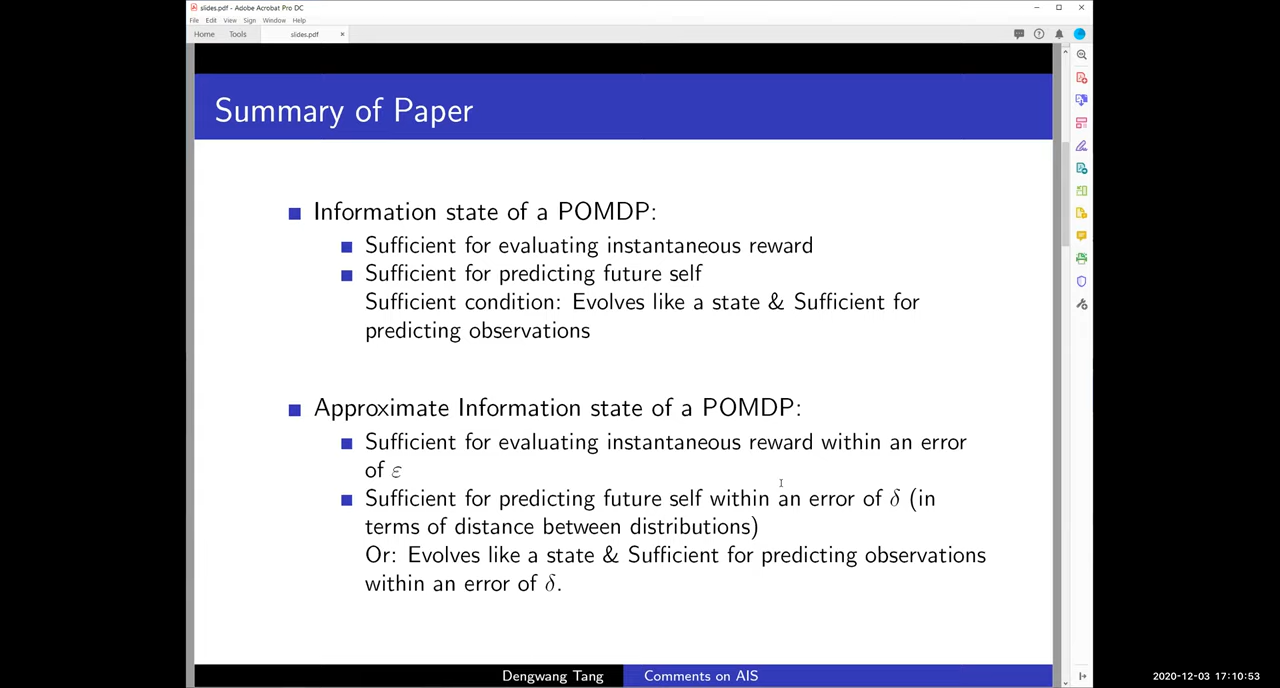 slides.pdf - Adobe Acrobat Pro DC
File Edit View Sign Window Help
Home Tools slides.pdf ×
Summary of Paper
Information state of a POMDP:
Sufficient for evaluating instantaneous reward
Sufficient for predicting future self
Sufficient condition: Evolves like a state & Sufficient for
predicting observations
Approximate Information state of a POMDP:
Sufficient for evaluating instantaneous reward within an error
of ε
Sufficient for predicting future self within an error of δ (in
terms of distance between distributions)
Or: Evolves like a state & Sufficient for predicting observations
within an error of δ.
Dengwang Tang Comments on AIS
2020-12-03 17:10:53